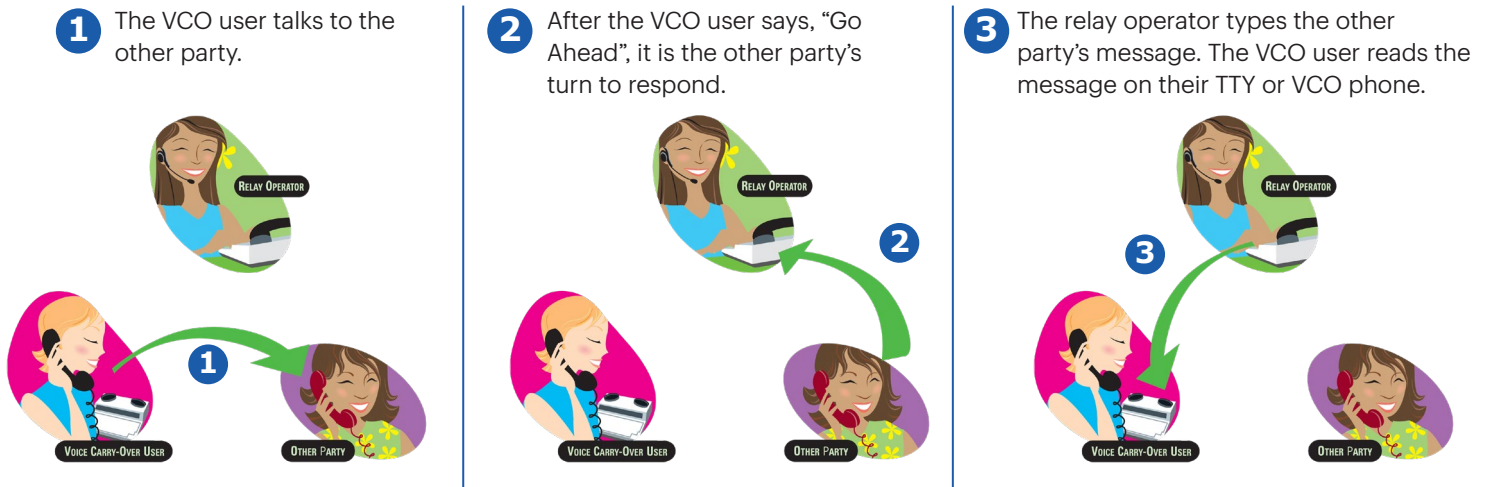 1
The VCO user talks to the
other party.
RELAY OPERATOR
1
VOICE CARRY-OVER USER
OTHER PARTY
2
After the VCO user says, “Go
Ahead”, it is the other party’s
turn to respond.
RELAY OPERATOR
2
VOICE CARRY-OVER USER
OTHER PARTY
3
The relay operator types the other
party’s message. The VCO user reads the
message on their TTY or VCO phone.
RELAY OPERATOR
3
VOICE CARRY-OVER USER
OTHER PARTY